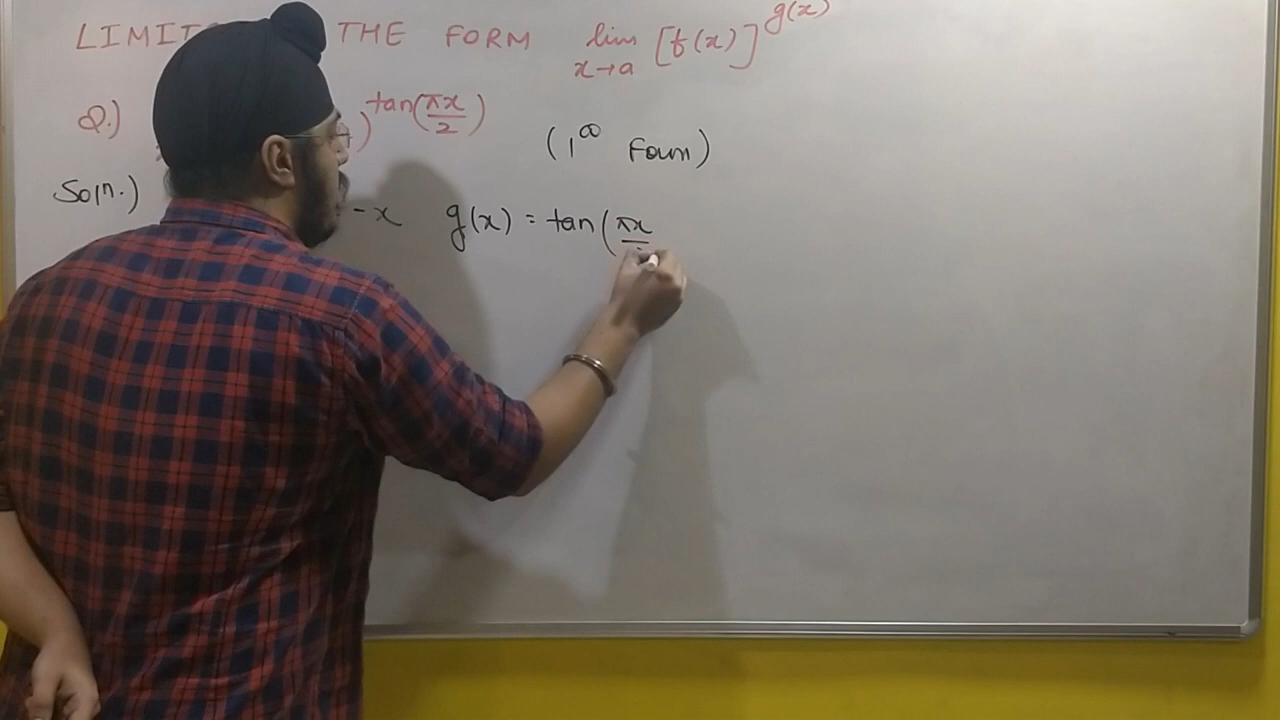 LIMIT THE FORM lim x→a [f(x)]^g(x)
Q.) )^tan(πx/2)
(1^∞ Form)
Soln.) - x g(x) = tan(πx